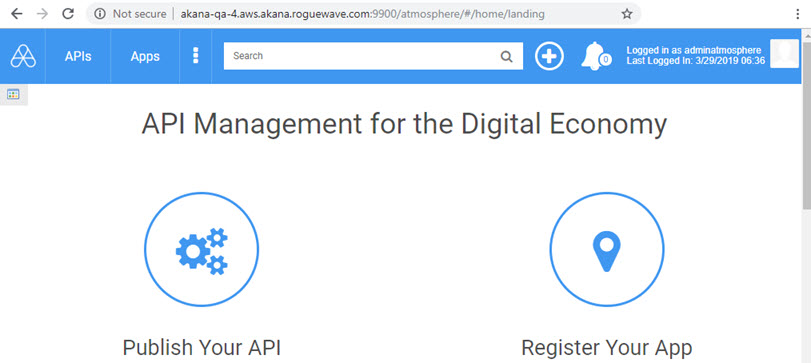 Not secure | akana-qa-4.aws.akana.roguewave.com:9900/atmosphere/#/home/landing
APIs Apps Search 0 Logged in as adminatmosphere
Last Logged In: 3/29/2019 06:36
API Management for the Digital Economy
Publish Your API Register Your App